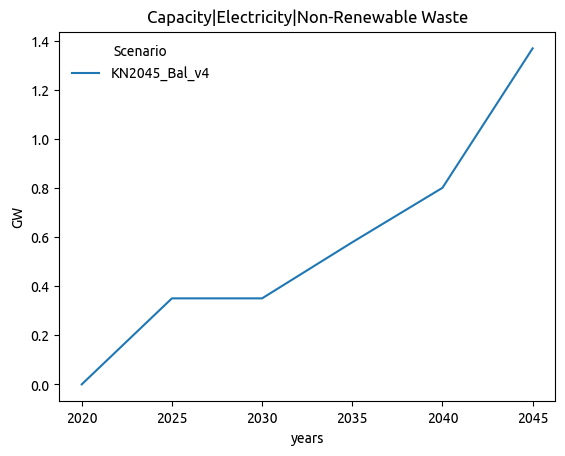 Capacity|Electricity|Non-Renewable Waste
Scenario
KN2045_Bal_v4
1.4
1.2
1.0
0.8
0.6
0.4
0.2
0.0
GW
2020 2025 2030 2035 2040 2045
years